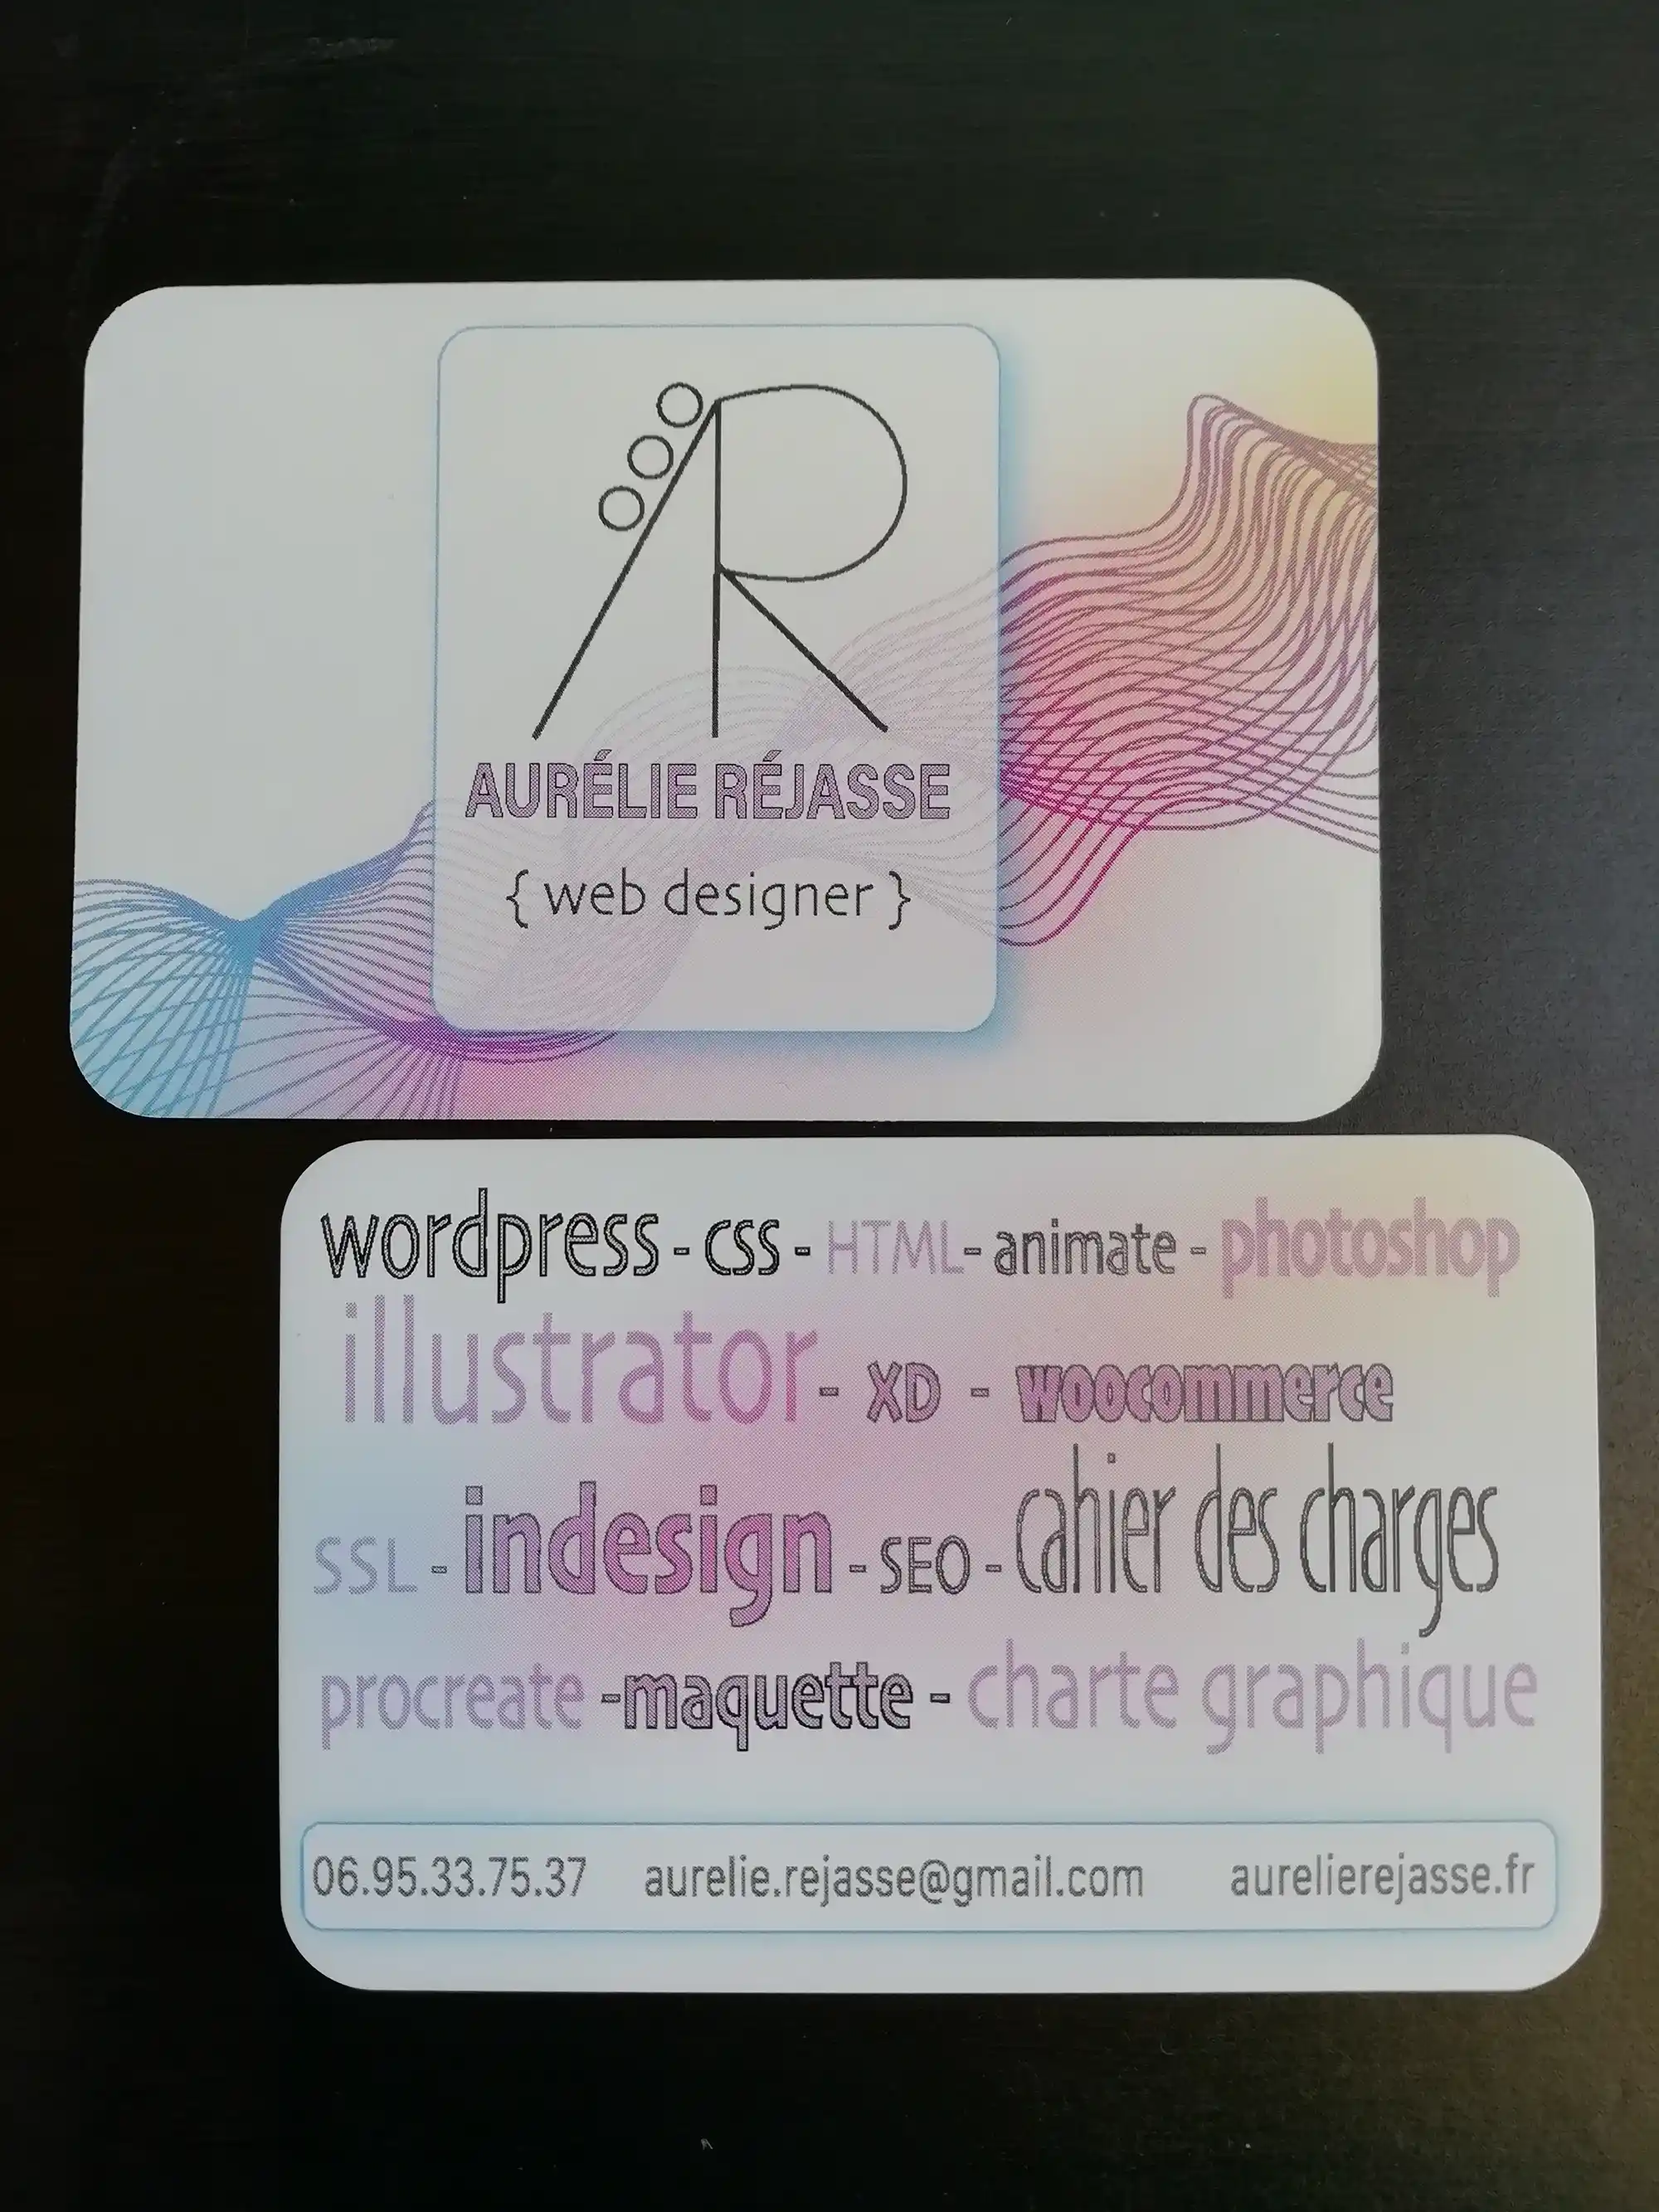 AR
AURÉLIE RÉJASSE
{ web designer }
wordpress - css - HTML - animate - photoshop
illustrator - XD - woocommerce
SSL - indesign - SEO - cahier des charges
procreate - maquette - charte graphique
06.95.33.75.37 aurelie.rejasse@gmail.com aurelierejasse.fr